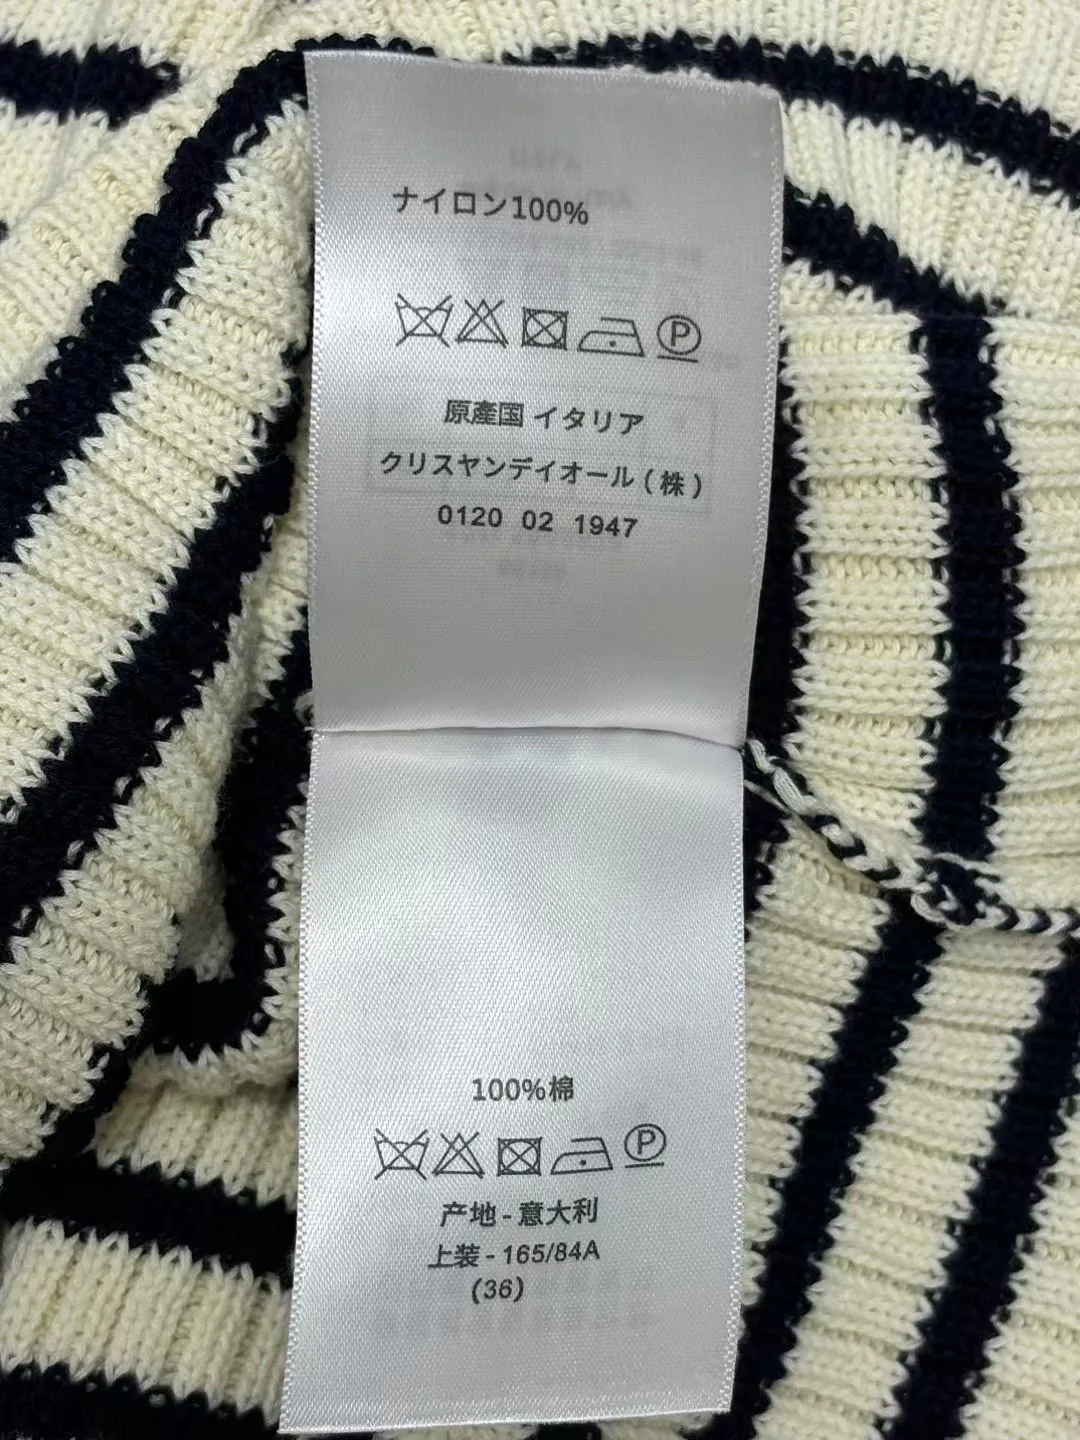 ナイロン100%
P
原產国 イタリア
クリスヤンデイオール(株)
0120 02 1947
100%棉
P
产地-意大利
上装-165/84A
(36)